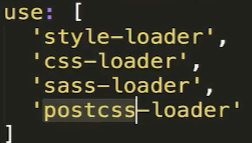 use: [
'style-loader',
'css-loader',
'sass-loader',
'postcss-loader'
]